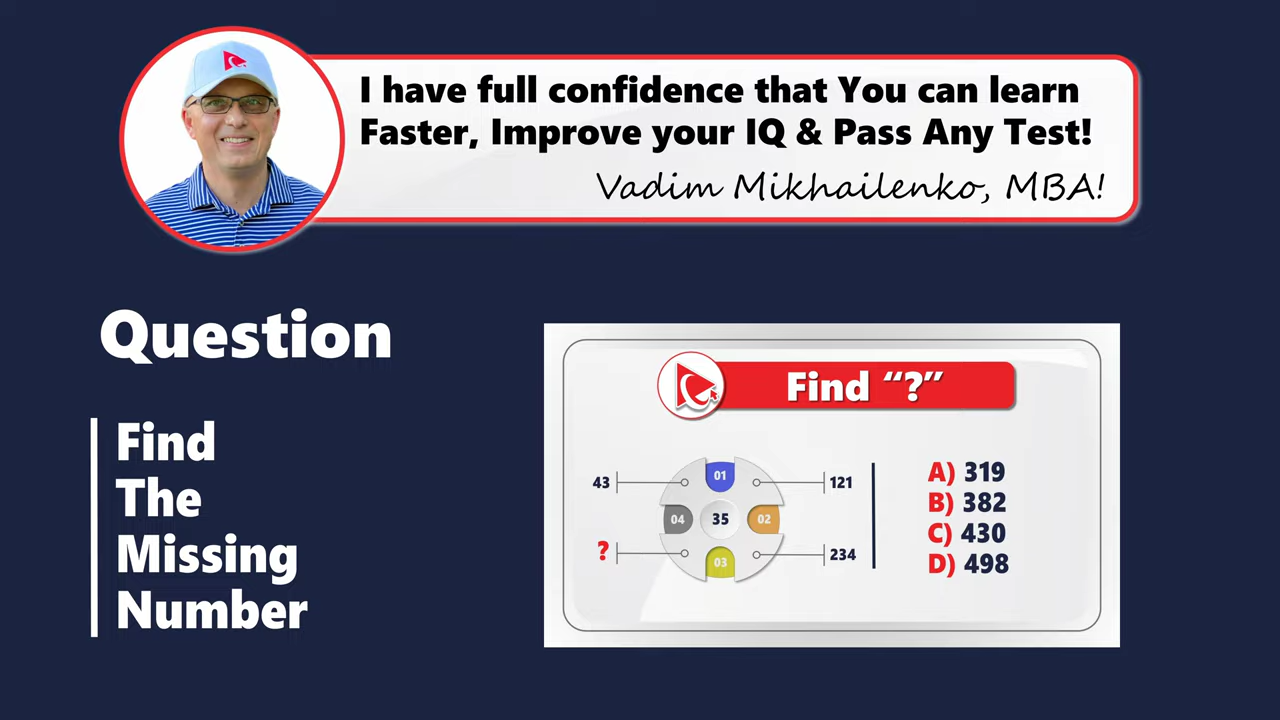 I have full confidence that You can learn
Faster, Improve your IQ & Pass Any Test!
Vadim Mikhailenko, MBA!
Question
Find
The
Missing
Number
Find “?”
43
01
121
04
35
02
?
03
234
A) 319
B) 382
C) 430
D) 498